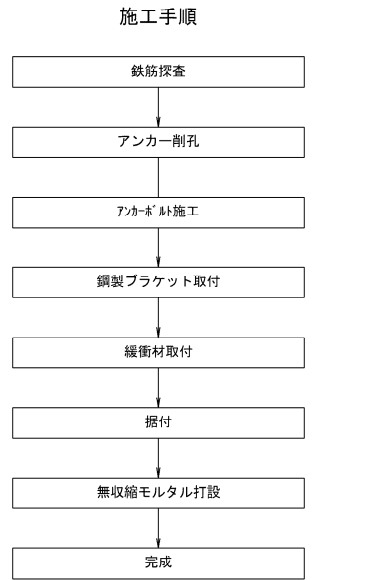 施工手順
鉄筋探査
アンカー削孔
ｱﾝｶｰﾎﾞﾙﾄ施工
鋼製ブラケット取付
緩衝材取付
据付
無収縮モルタル打設
完成